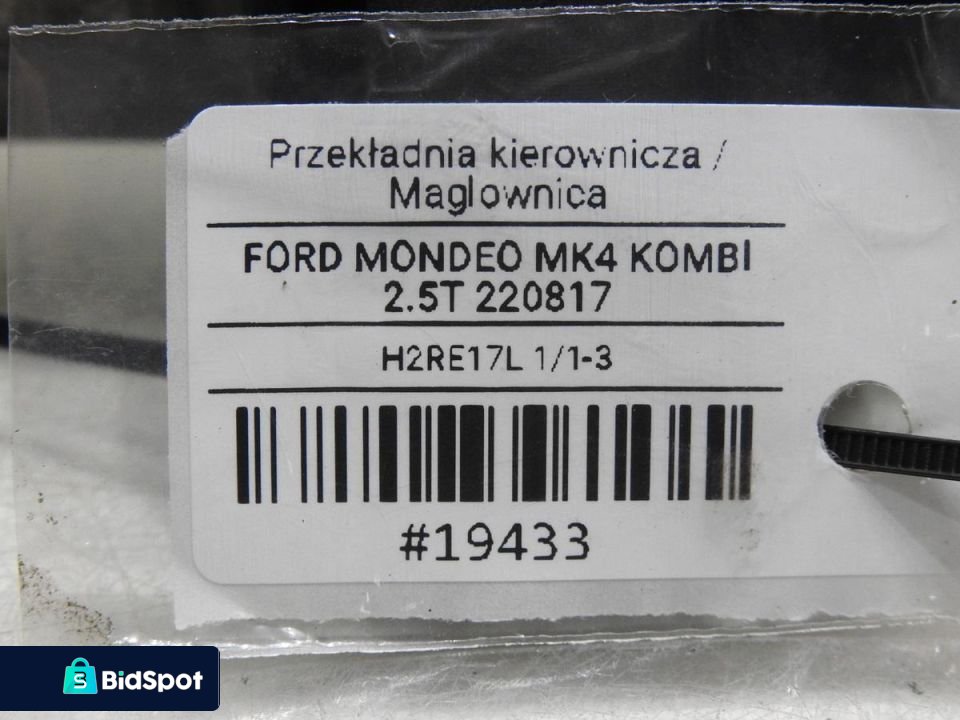 Przekładnia kierownicza /
Maglownica
FORD MONDEO MK4 KOMBI
2.5T 220817
H2RE17L 1/1-3
#19433
BidSpot